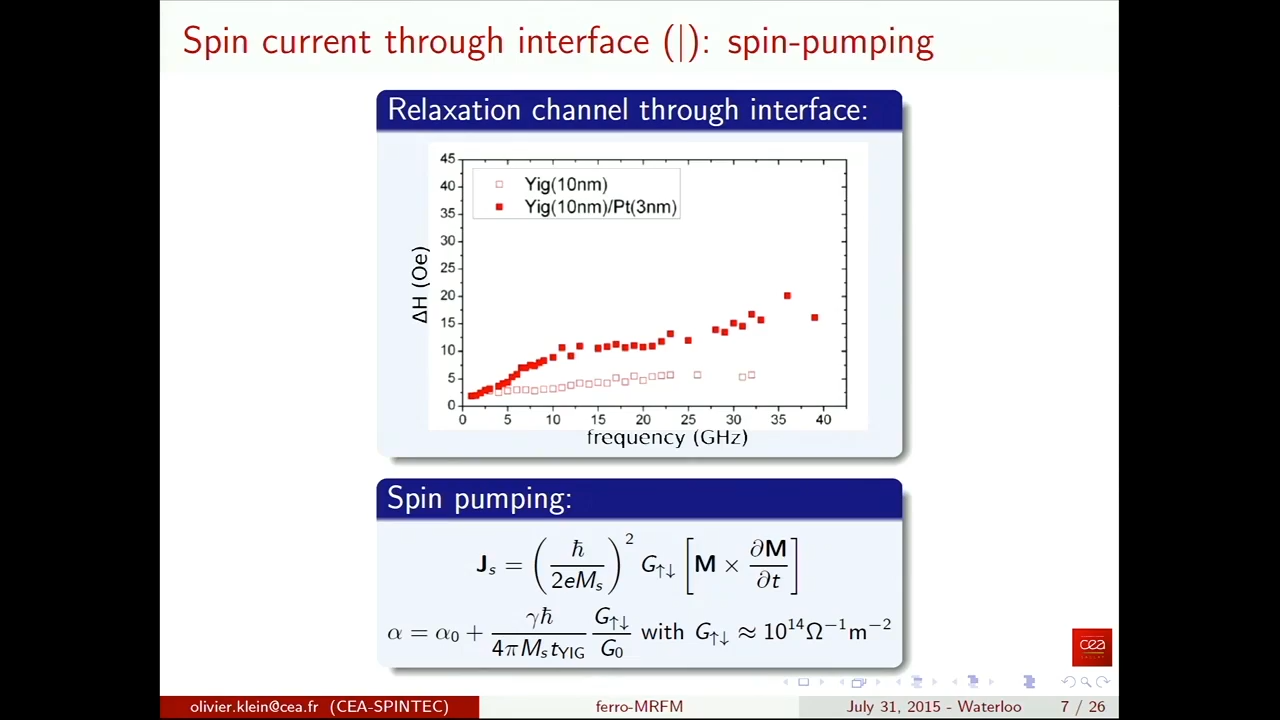 Spin current through interface (|): spin-pumping
Relaxation channel through interface:
45
40
35
30
25
20
15
10
5
0
ΔH (Oe)
Yig(10nm)
Yig(10nm)/Pt(3nm)
0 5 10 15 20 25 30 35 40
frequency (GHz)
Spin pumping:
J_s = (ħ / 2eM_s)^2 G_↑↓ [M × ∂M/∂t]
α = α_0 + γħ / 4πM_s t_YIG G_↑↓ / G_0 with G_↑↓ ≈ 10^14 Ω^−1 m^−2
cea
olivier.klein@cea.fr (CEA-SPINTEC) ferro-MRFM July 31, 2015 - Waterloo 7 / 26